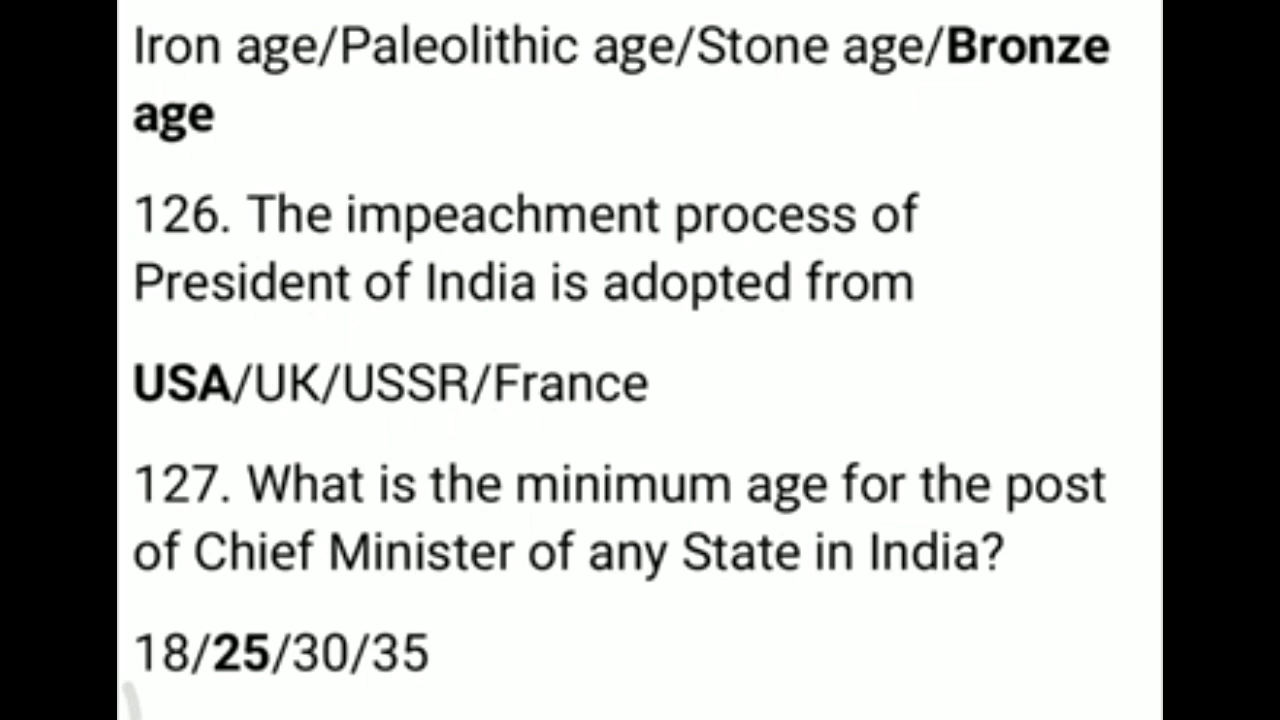 Iron age/Paleolithic age/Stone age/Bronze
age
126. The impeachment process of
President of India is adopted from
USA/UK/USSR/France
127. What is the minimum age for the post
of Chief Minister of any State in India?
18/25/30/35